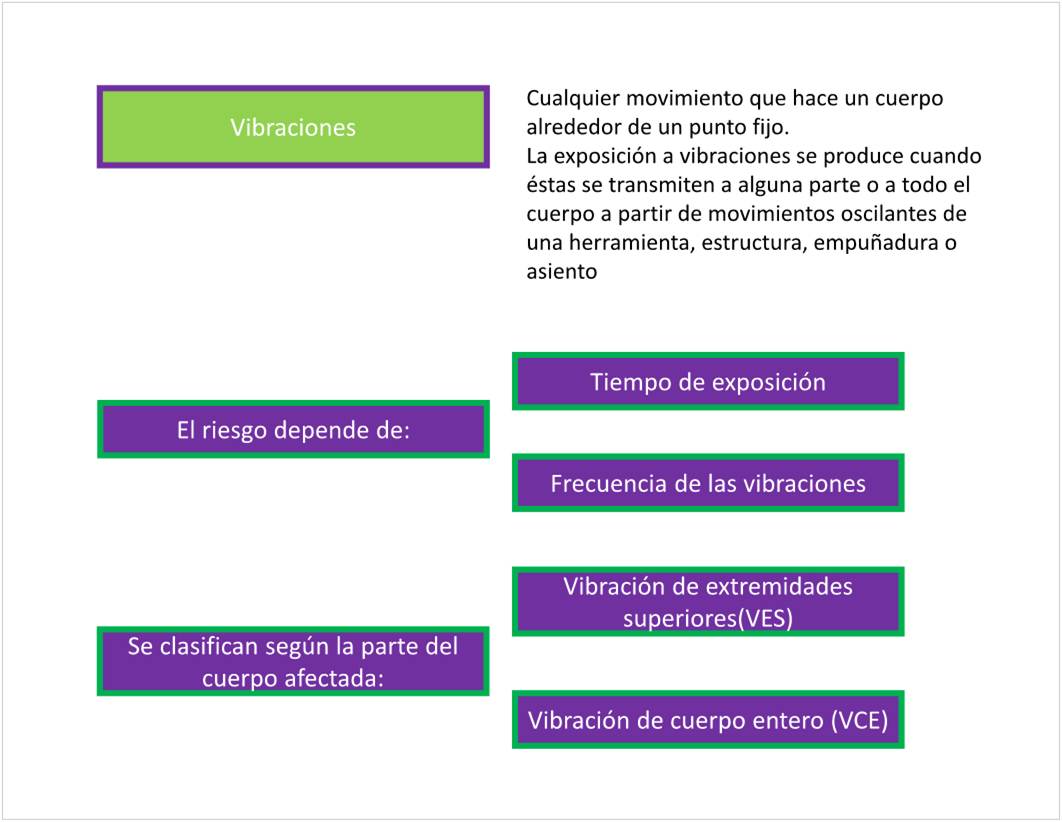 Vibraciones
Cualquier movimiento que hace un cuerpo
alrededor de un punto fijo.
La exposición a vibraciones se produce cuando
éstas se transmiten a alguna parte o a todo el
cuerpo a partir de movimientos oscilantes de
una herramienta, estructura, empuñadura o
asiento
El riesgo depende de:
Tiempo de exposición
Frecuencia de las vibraciones
Se clasifican según la parte del
cuerpo afectada:
Vibración de extremidades
superiores(VES)
Vibración de cuerpo entero (VCE)